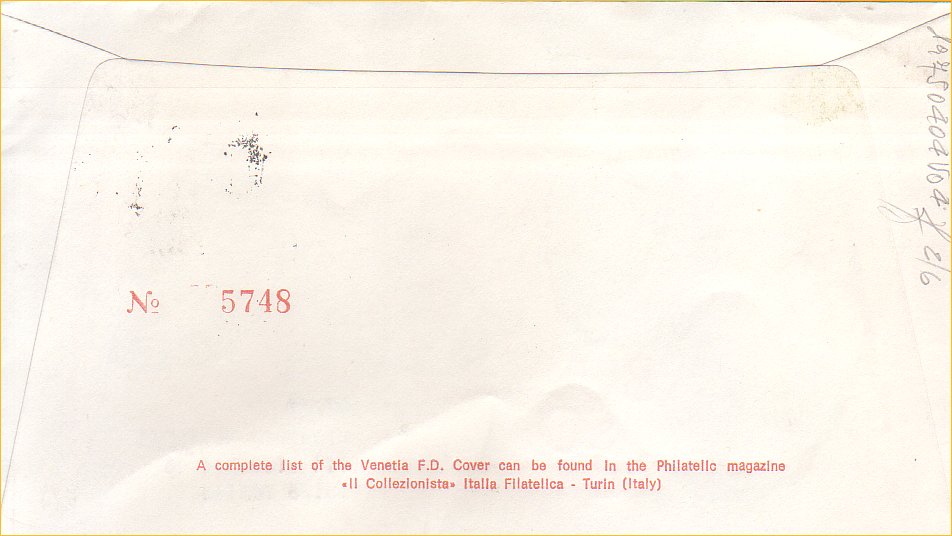 № 5748
A complete list of the Venetia F.D. Cover can be found in the Philatelic magazine
«Il Collezionista» Italia Filatelica - Turin (Italy)